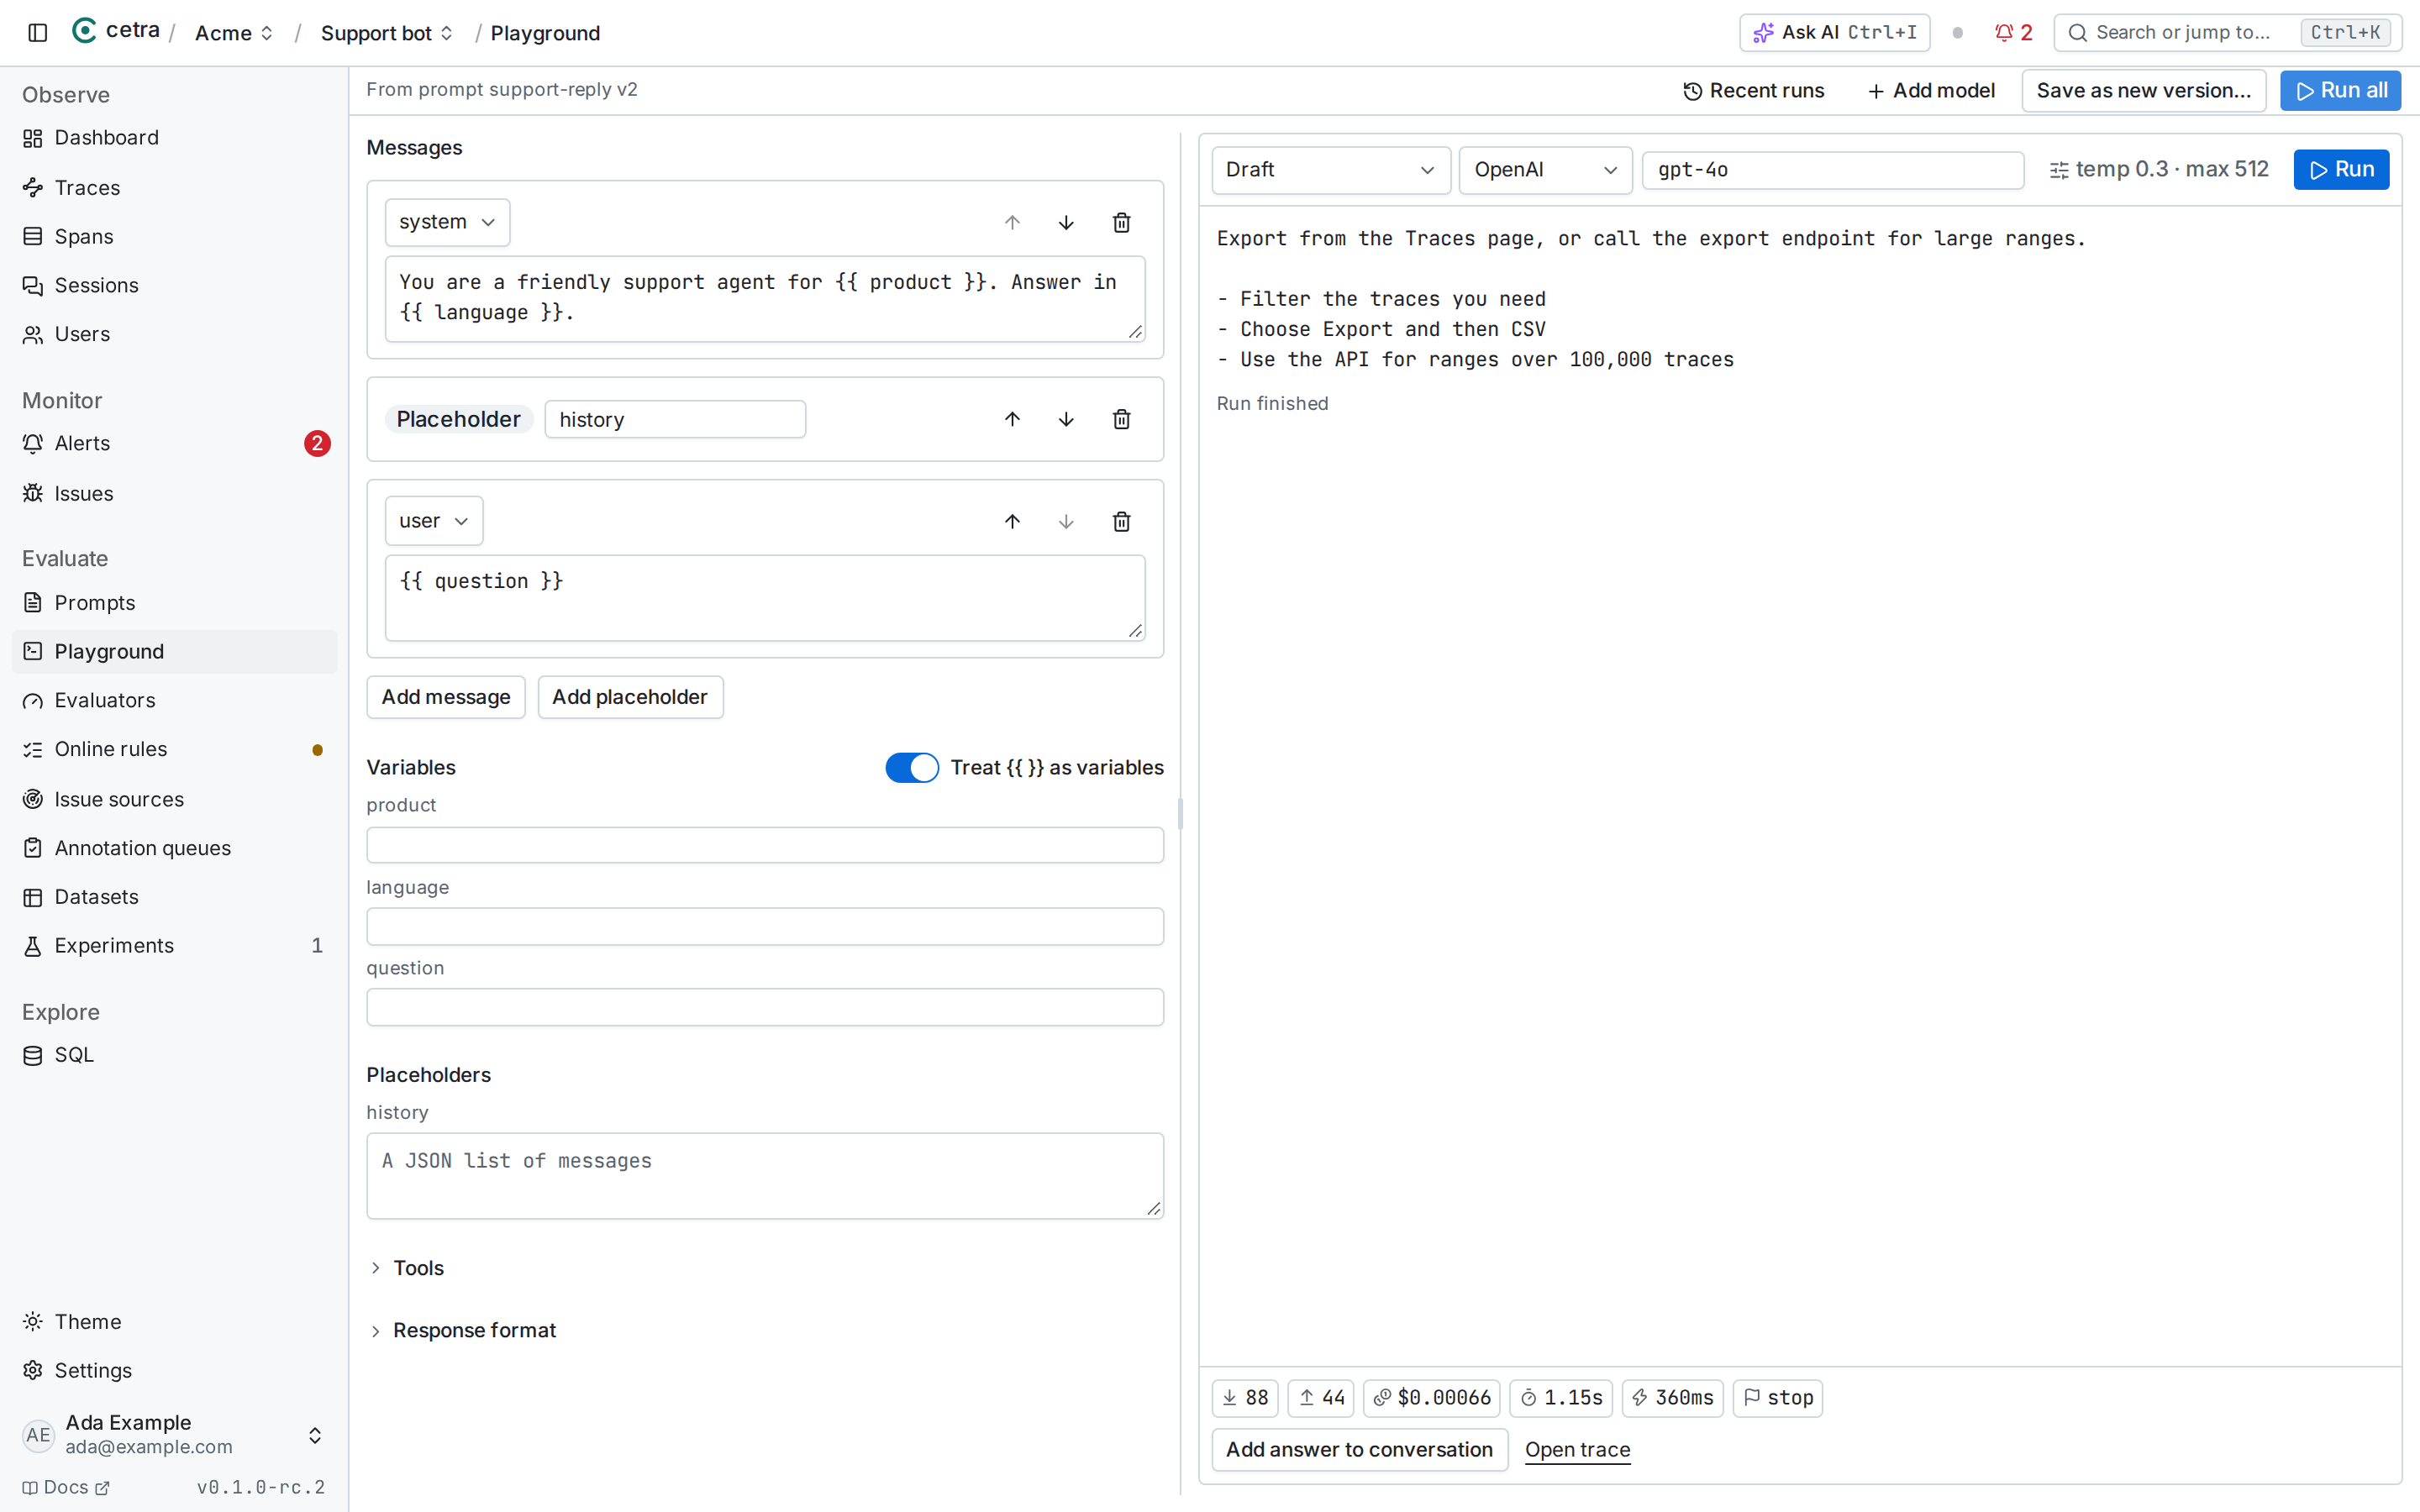 cetra / Acme / Support bot / Playground
Ask AI Ctrl+I
2
Search or jump to... Ctrl+K
Observe
Dashboard
Traces
Spans
Sessions
Users
Monitor
Alerts 2
Issues
Evaluate
Prompts
Playground
Evaluators
Online rules
Issue sources
Annotation queues
Datasets
Experiments 1
Explore
SQL
Theme
Settings
AE
Ada Example
ada@example.com
Docs v0.1.0-rc.2
From prompt support-reply v2
Recent runs
Add model
Save as new version...
Run all
Messages
system
You are a friendly support agent for {{ product }}. Answer in
{{ language }}.
Placeholder history
user
{{ question }}
Add message Add placeholder
Variables Treat {{ }} as variables
product
language
question
Placeholders
history
A JSON list of messages
Tools
Response format
Draft OpenAI gpt-4o temp 0.3 · max 512 Run
Export from the Traces page, or call the export endpoint for large ranges.
- Filter the traces you need
- Choose Export and then CSV
- Use the API for ranges over 100,000 traces
Run finished
88 44 $0.00066 1.15s 360ms stop
Add answer to conversation Open trace